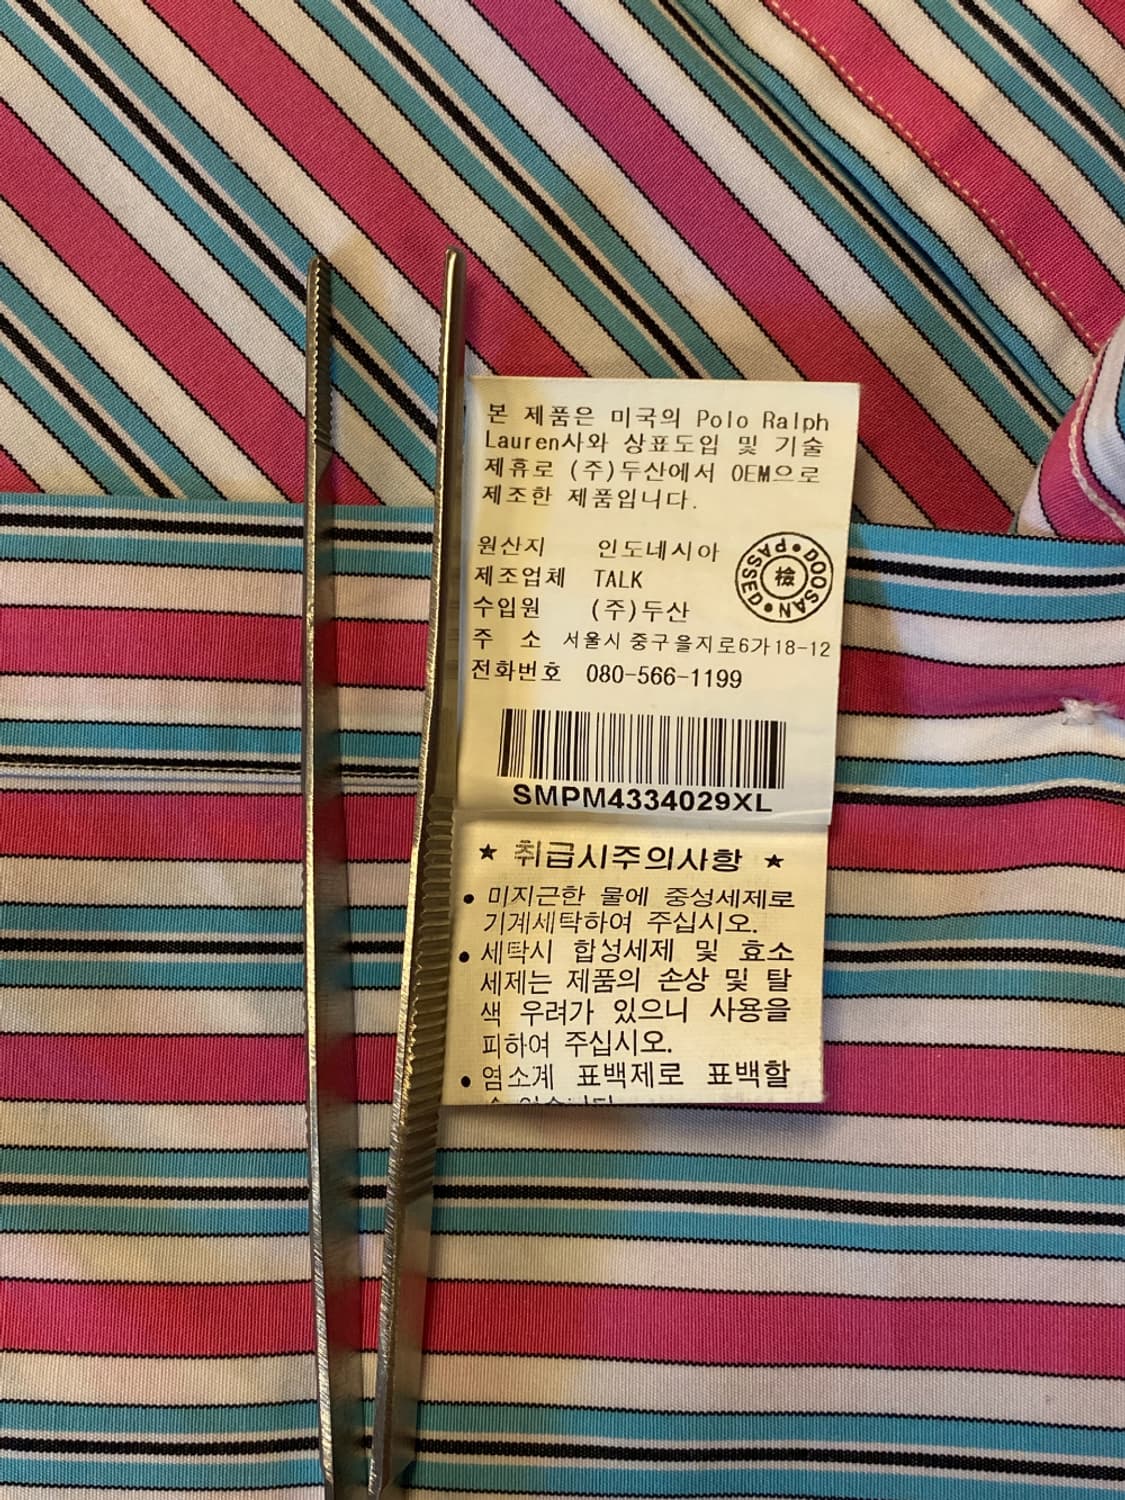 본 제품은 미국의 Polo Ralph
Lauren사와 상표도입 및 기술
제휴로 (주)두산에서 OEM으로
제조한 제품입니다.
원산지 인도네시아
제조업체 TALK
수입원 (주)두산
주 소 서울시 중구 을지로6가 18-12
전화번호 080-566-1199
DOOSAN • PASSED •
檢
SMPM4334029XL
★ 취급시주의사항 ★
• 미지근한 물에 중성세제로
기계세탁하여 주십시오.
• 세탁시 합성세제 및 효소
세제는 제품의 손상 및 탈
색 우려가 있으니 사용을
피하여 주십시오.
• 염소계 표백제로 표백할